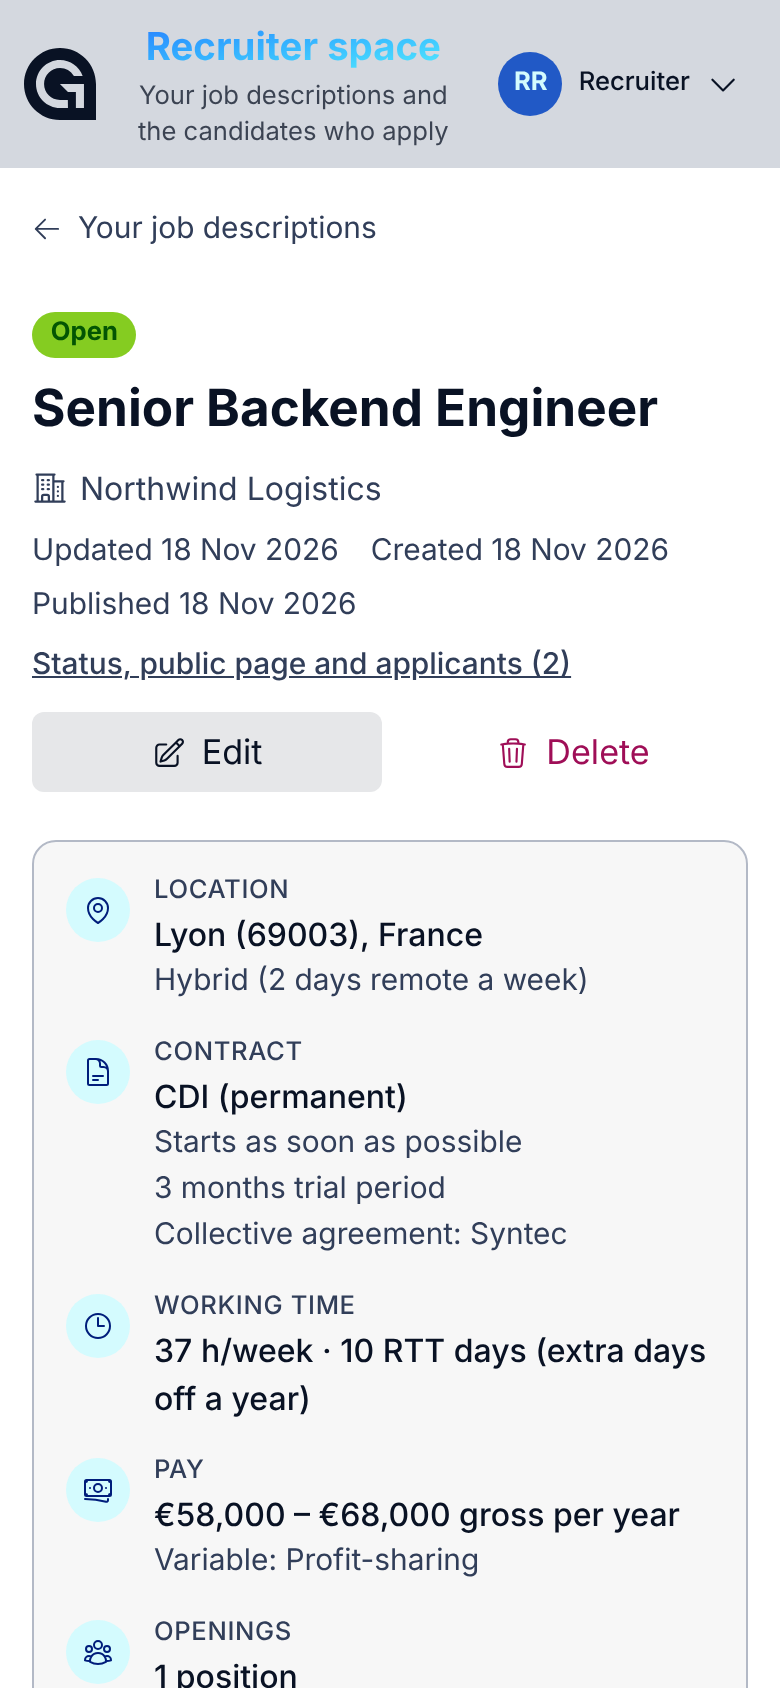 Recruiter space
Your job descriptions and
the candidates who apply
RR
Recruiter
Your job descriptions
Open
Senior Backend Engineer
Northwind Logistics
Updated 18 Nov 2026 Created 18 Nov 2026
Published 18 Nov 2026
Status, public page and applicants (2)
Edit
Delete
LOCATION
Lyon (69003), France
Hybrid (2 days remote a week)
CONTRACT
CDI (permanent)
Starts as soon as possible
3 months trial period
Collective agreement: Syntec
WORKING TIME
37 h/week · 10 RTT days (extra days
off a year)
PAY
€58,000 – €68,000 gross per year
Variable: Profit-sharing
OPENINGS
1 position